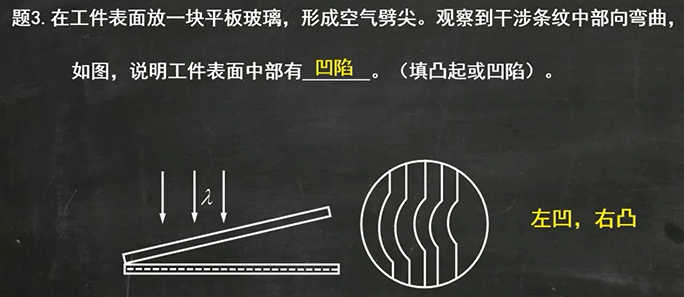 题3.在工件表面放一块平板玻璃，形成空气劈尖。观察到干涉条纹中部向弯曲，
如图，说明工件表面中部有 凹陷 。（填凸起或凹陷）。
λ
左凹，右凸